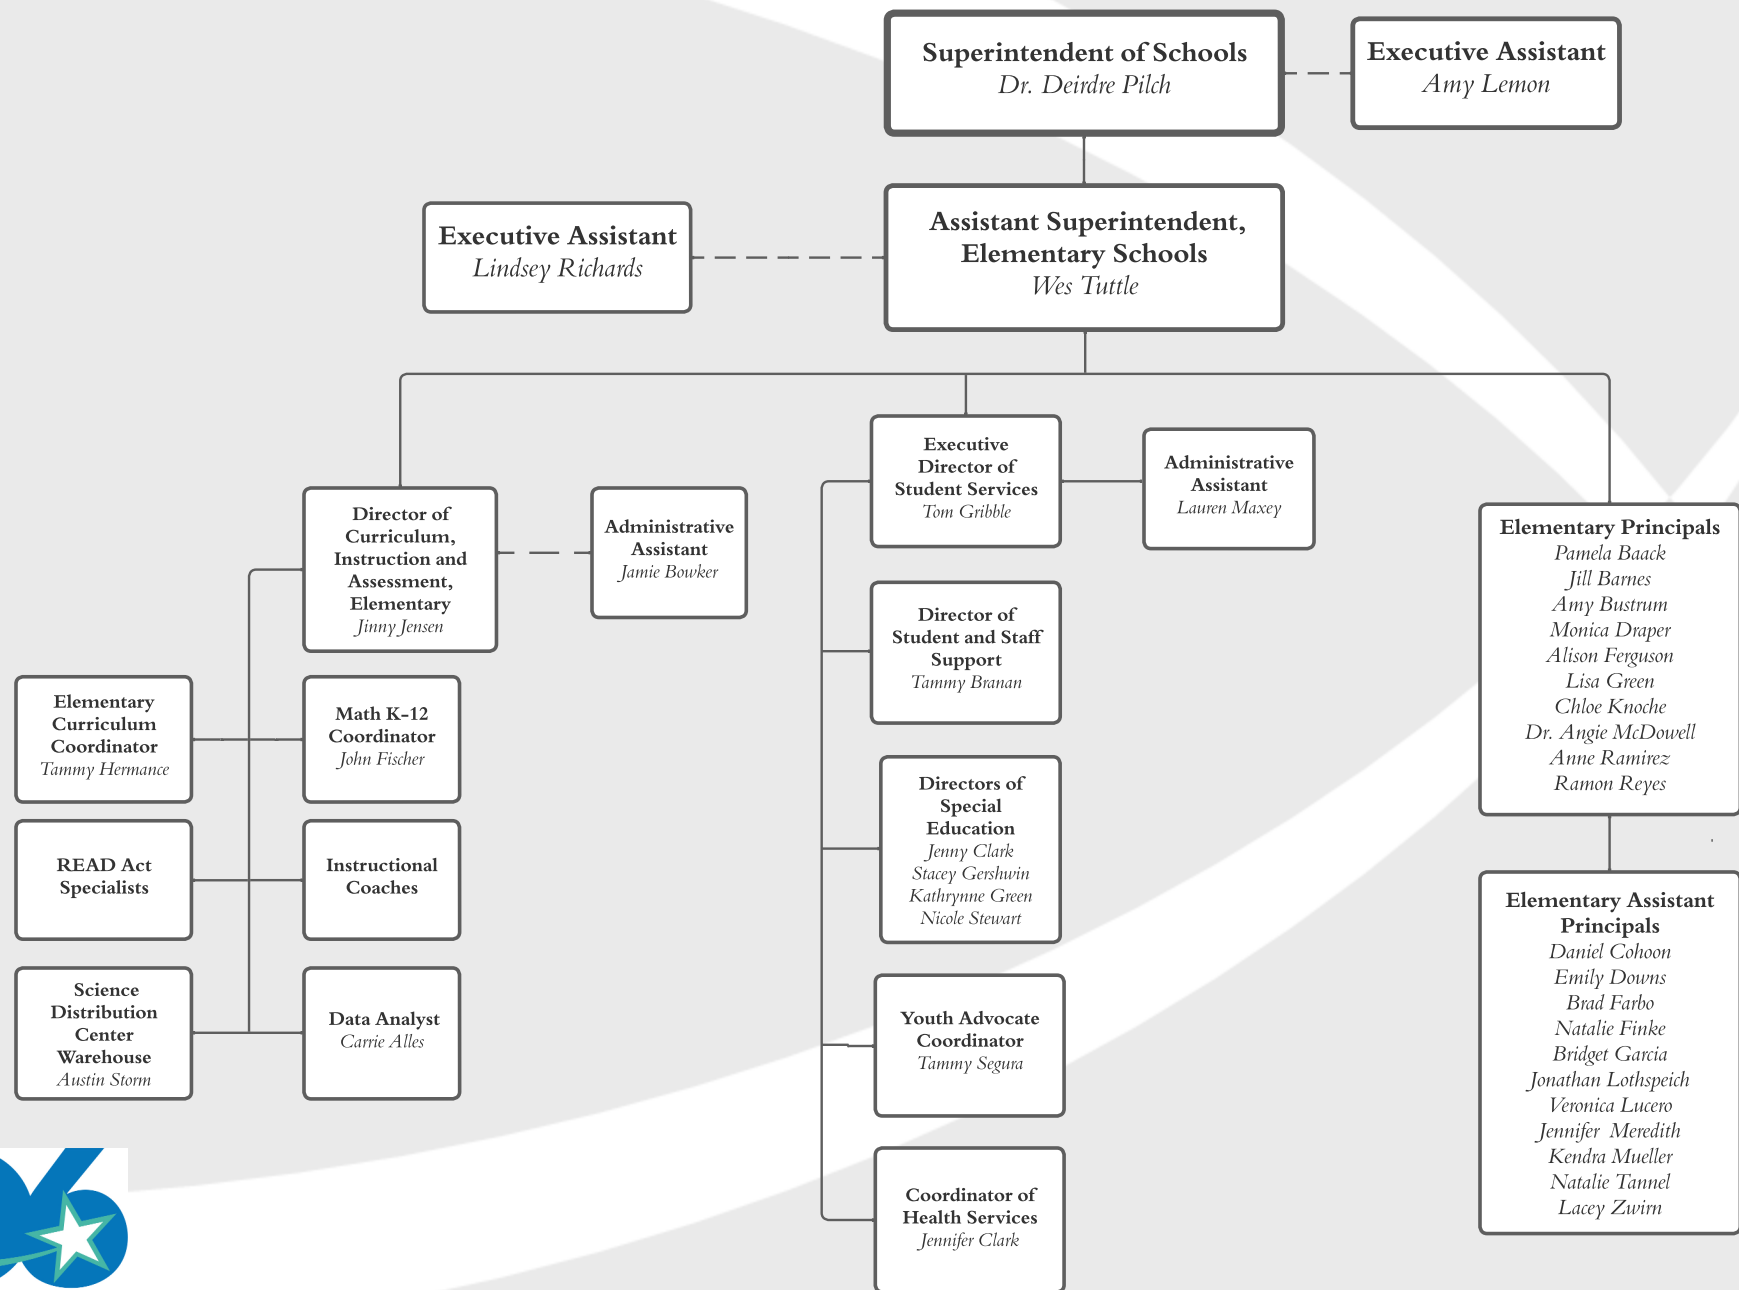 Superintendent of Schools
Dr. Deirdre Pilch
Executive Assistant
Amy Lemon
Executive Assistant
Lindsey Richards
Assistant Superintendent,
Elementary Schools
Wes Tuttle
Director of
Curriculum,
Instruction and
Assessment,
Elementary
Jinny Jensen
Administrative
Assistant
Jamie Bowker
Elementary
Curriculum
Coordinator
Tammy Hermance
Math K-12
Coordinator
John Fischer
READ Act
Specialists
Instructional
Coaches
Science
Distribution
Center
Warehouse
Austin Storm
Data Analyst
Carrie Alles
Executive
Director of
Student Services
Tom Gribble
Administrative
Assistant
Lauren Maxey
Director of
Student and Staff
Support
Tammy Branan
Directors of
Special
Education
Jenny Clark
Stacey Gershwin
Kathrynne Green
Nicole Stewart
Youth Advocate
Coordinator
Tammy Segura
Coordinator of
Health Services
Jennifer Clark
Elementary Principals
Pamela Baack
Jill Barnes
Amy Bustrum
Monica Draper
Alison Ferguson
Lisa Green
Chloe Knoche
Dr. Angie McDowell
Anne Ramirez
Ramon Reyes
Elementary Assistant
Principals
Daniel Cohoon
Emily Downs
Brad Farbo
Natalie Finke
Bridget Garcia
Jonathan Lothspeich
Veronica Lucero
Jennifer Meredith
Kendra Mueller
Natalie Tannel
Lacey Zwirn